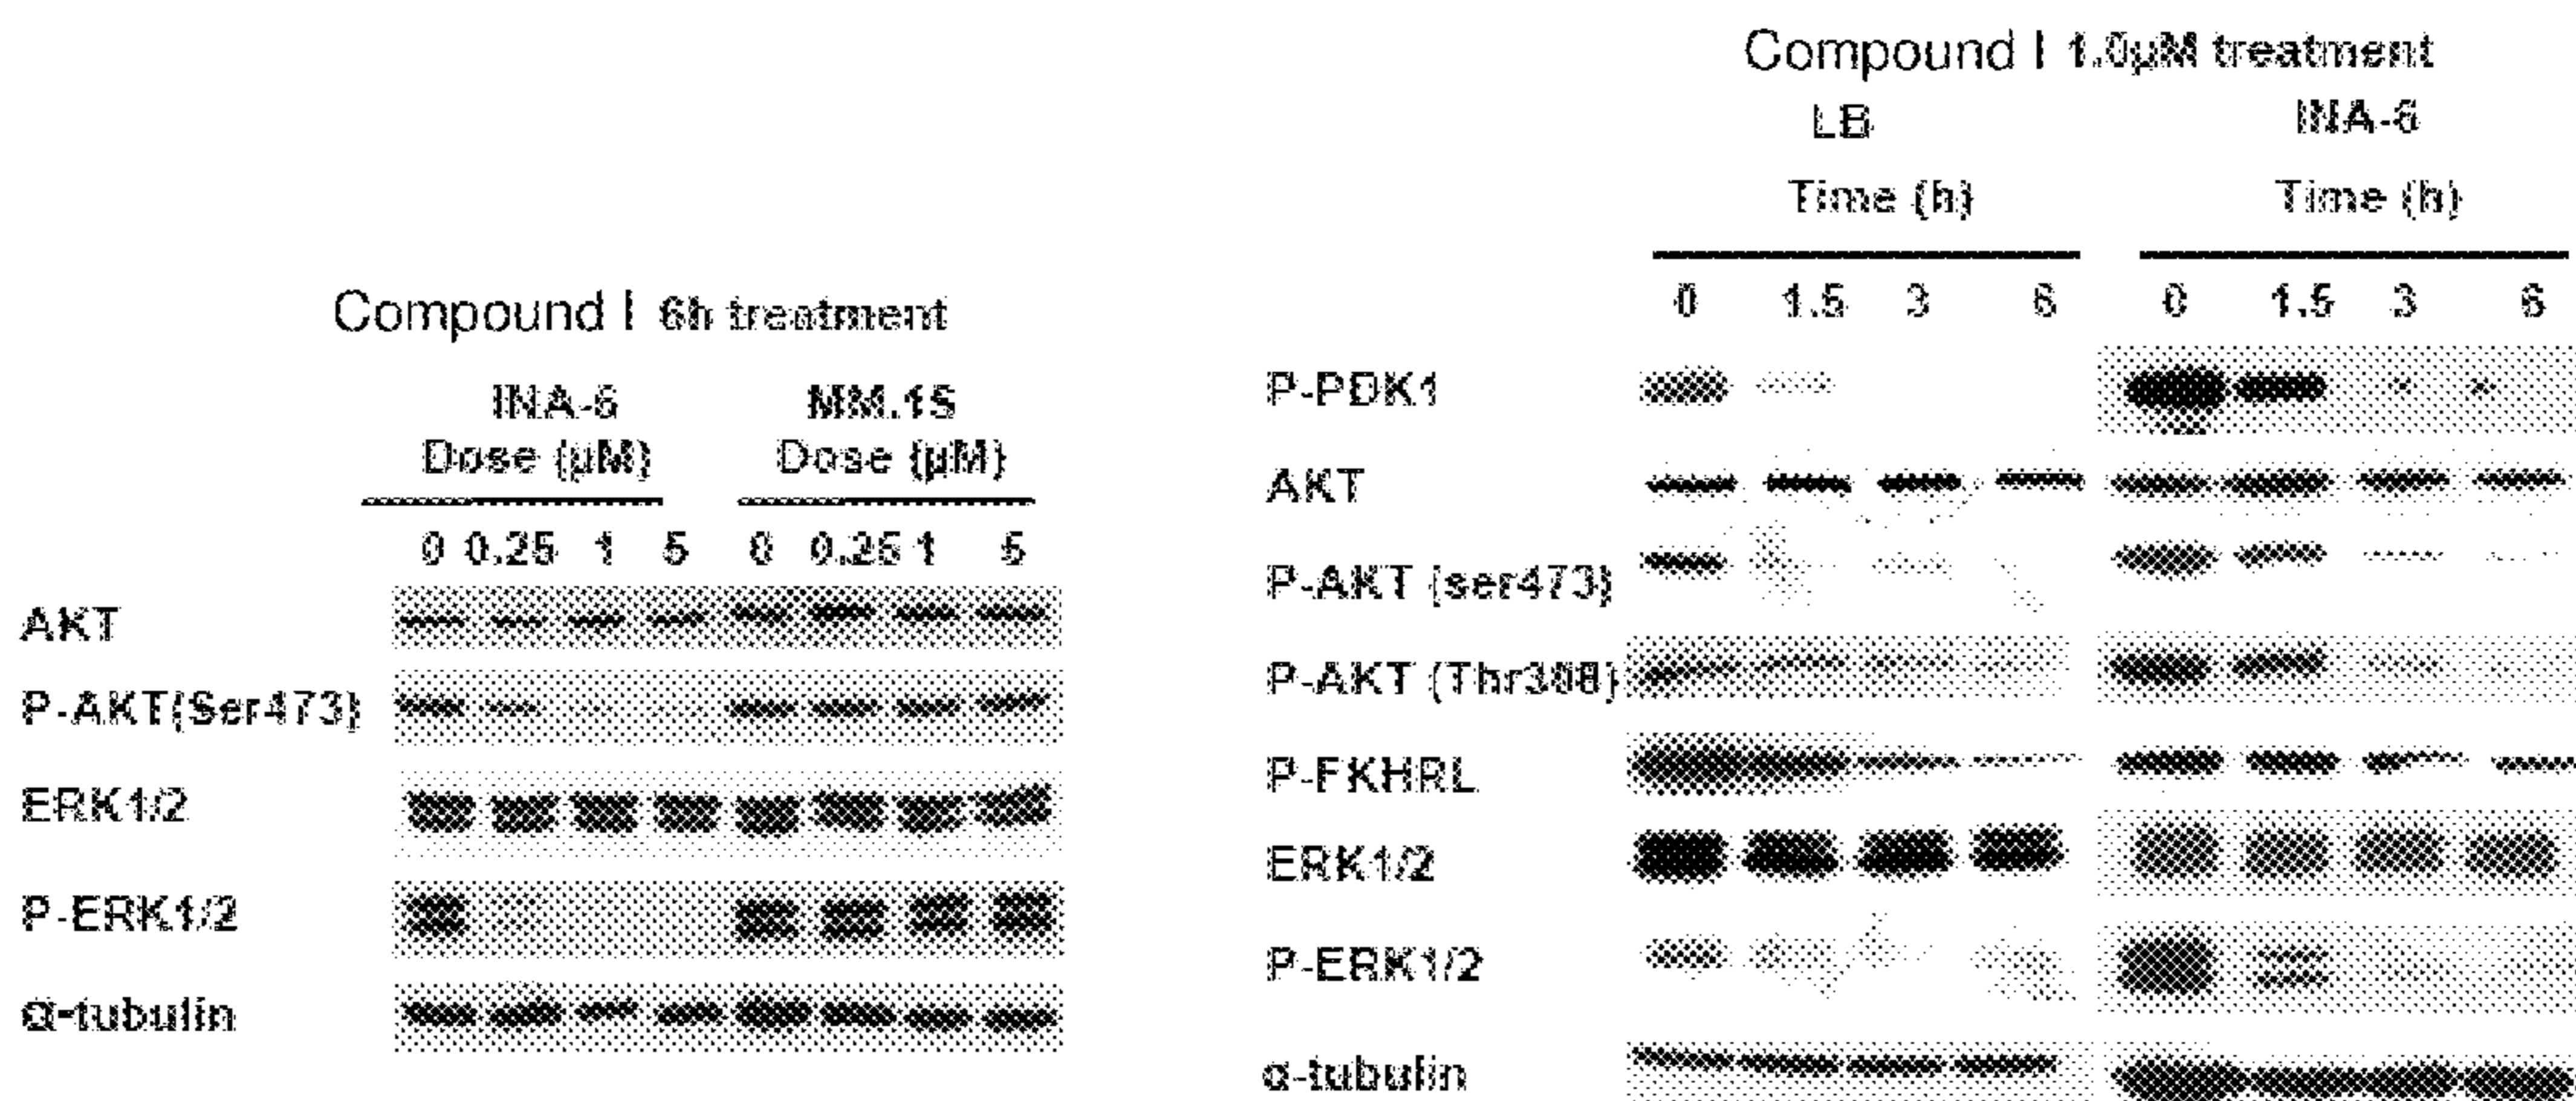 Compound I 6h treatment
INA-6 MM.1S
Dose (µM) Dose (µM)
0 0.25 1 5 0 0.25 1 5
AKT
P-AKT(Ser473)
ERK1/2
P-ERK1/2
α-tubulin
Compound I 1.0µM treatment
LB INA-6
Time (h) Time (h)
0 1.5 3 6 0 1.5 3 6
P-PDK1
AKT
P-AKT (ser473)
P-AKT (Thr308)
P-FKHRL
ERK1/2
P-ERK1/2
α-tubulin